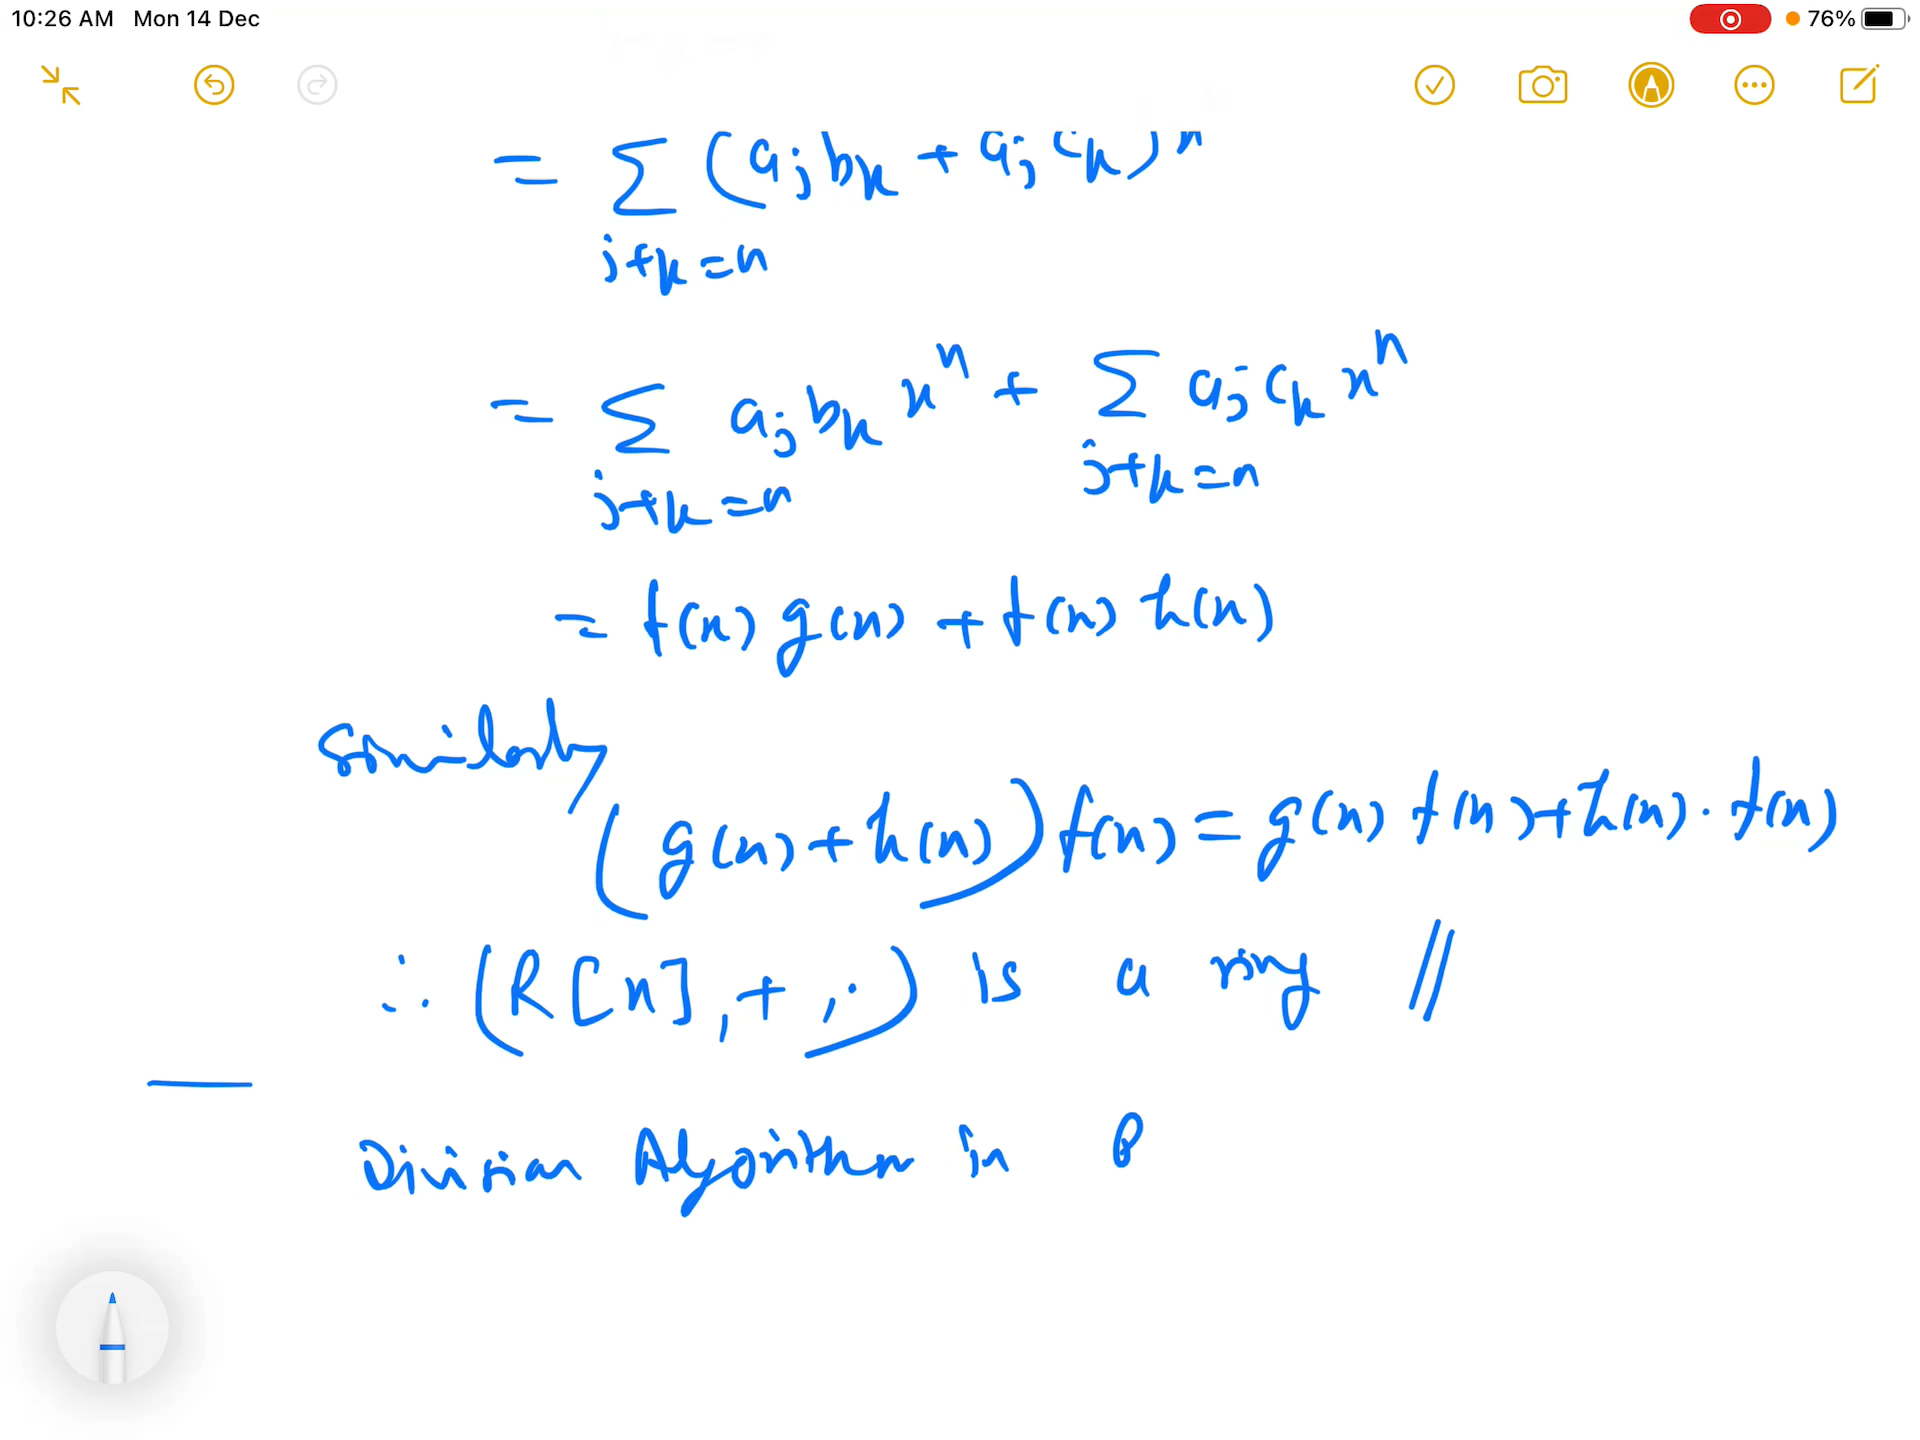 10:26 AM Mon 14 Dec 76%
= Σ (aj bk + aj ck) x
j+k=n
= Σ aj bk x^n + Σ aj ck x^n
j+k=n j+k=n
= f(x) g(x) + f(x) h(x)
Similarly
(g(x) + h(x)) f(x) = g(x) f(x) + h(x) · f(x)
∴ (R[x], +, ·) is a ring //
Division Algorithm in